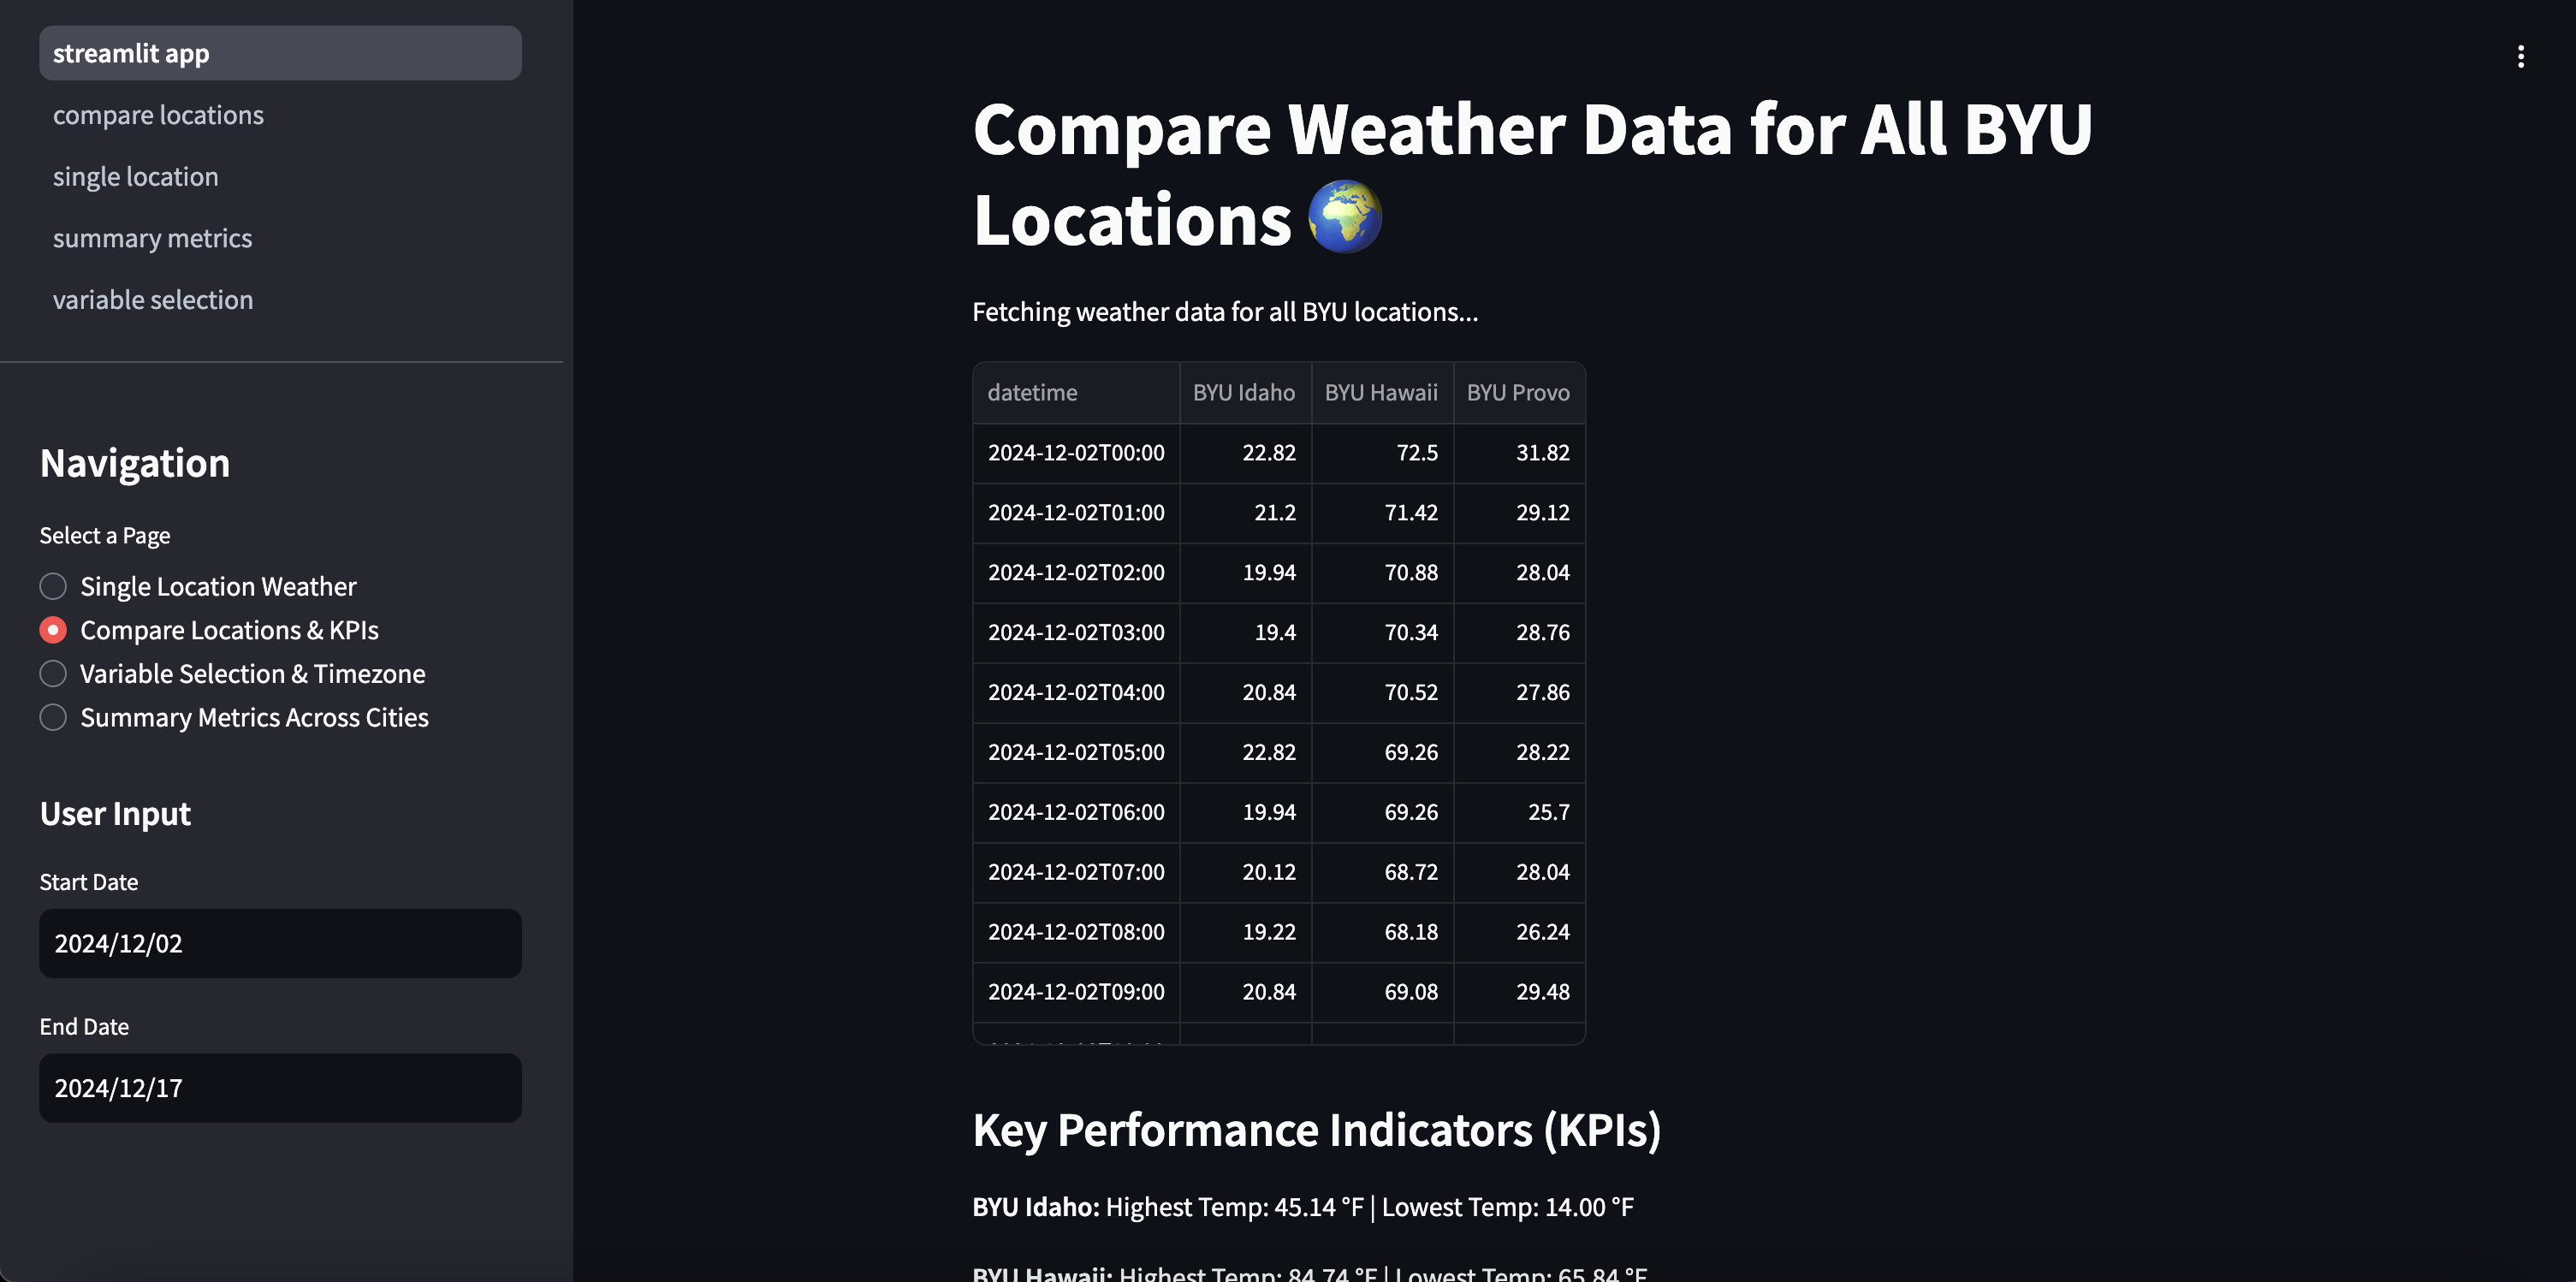 streamlit app
compare locations
single location
summary metrics
variable selection
Navigation
Select a Page
Single Location Weather
Compare Locations & KPIs
Variable Selection & Timezone
Summary Metrics Across Cities
User Input
Start Date
2024/12/02
End Date
2024/12/17
Compare Weather Data for All BYU
Locations
Fetching weather data for all BYU locations...
datetime BYU Idaho BYU Hawaii BYU Provo
2024-12-02T00:00 22.82 72.5 31.82
2024-12-02T01:00 21.2 71.42 29.12
2024-12-02T02:00 19.94 70.88 28.04
2024-12-02T03:00 19.4 70.34 28.76
2024-12-02T04:00 20.84 70.52 27.86
2024-12-02T05:00 22.82 69.26 28.22
2024-12-02T06:00 19.94 69.26 25.7
2024-12-02T07:00 20.12 68.72 28.04
2024-12-02T08:00 19.22 68.18 26.24
2024-12-02T09:00 20.84 69.08 29.48
Key Performance Indicators (KPIs)
BYU Idaho: Highest Temp: 45.14 °F | Lowest Temp: 14.00 °F
BYU Hawaii: Highest Temp: 84.74 °F | Lowest Temp: 65.84 °F